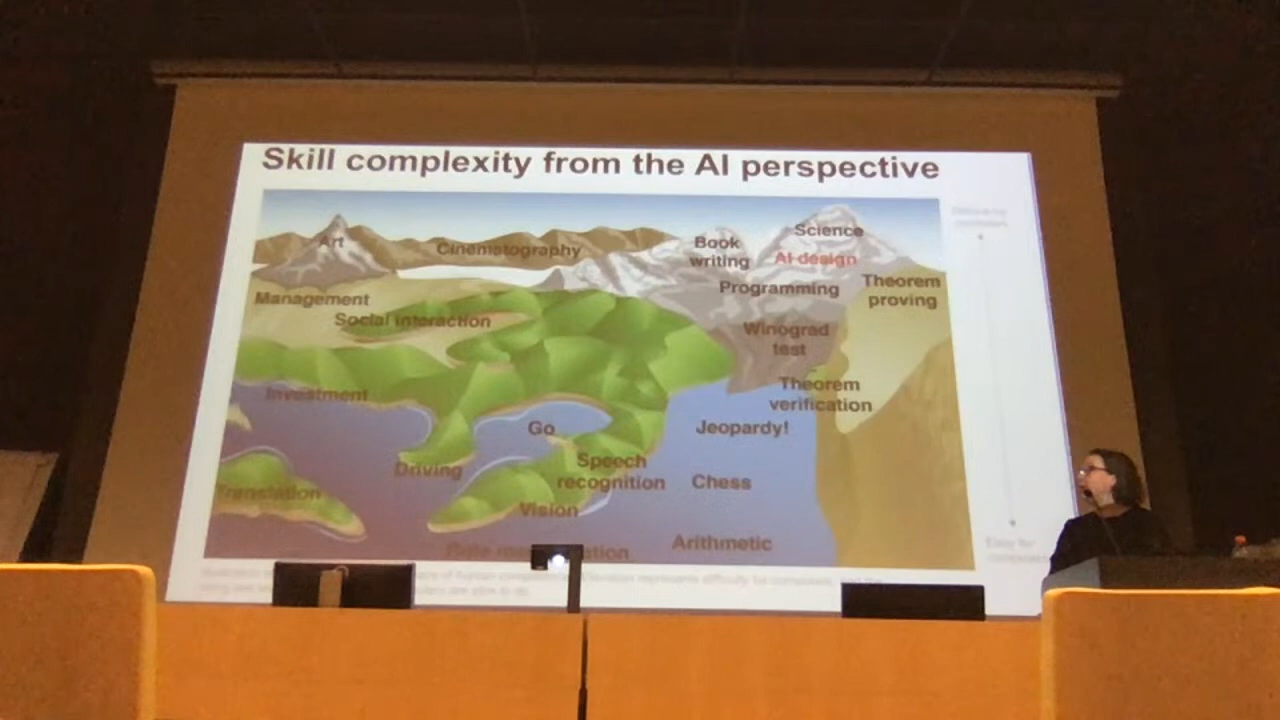 Skill complexity from the AI perspective
Art
Cinematography
Book
writing
Science
AI design
Programming
Theorem
proving
Management
Social interaction
Winograd
test
Investment
Theorem
verification
Go
Jeopardy!
Driving
Speech
recognition
Chess
Translation
Vision
Arithmetic